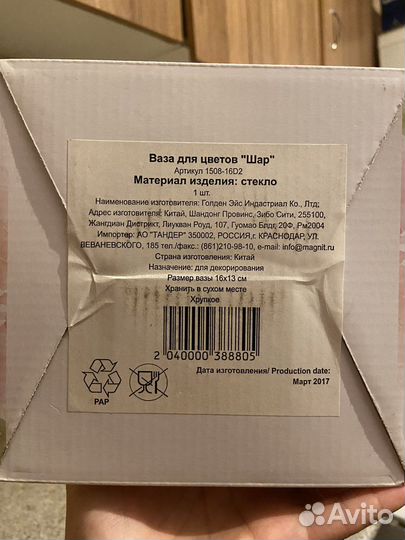 Ваза для цветов "Шар"
Артикул 1508-16D2
Материал изделия: стекло
1 шт.
Наименование изготовителя: Голден Эйс Индастриал Ко., Лтд;
Адрес изготовителя: Китай, Шандонг Провинс, Зибо Сити, 255100,
Жангдиан Дистрикт, Лиукван Роуд, 107, Гуомао Блдг, 20Ф, Рм2004
Импортер: АО "ТАНДЕР" 350002, РОССИЯ,г. КРАСНОДАР, УЛ.
ЛЕВАНЕВСКОГО, 185 тел./факс.: (861)210-98-10, e-mail: info@magnit.ru
Страна изготовления: Китай
Назначение: для декорирования
Размер вазы 16х13 см
Хранить в сухом месте
Хрупкое
2 040000 388805
Дата изготовления/ Production date:
Март 2017
PAP
Avito